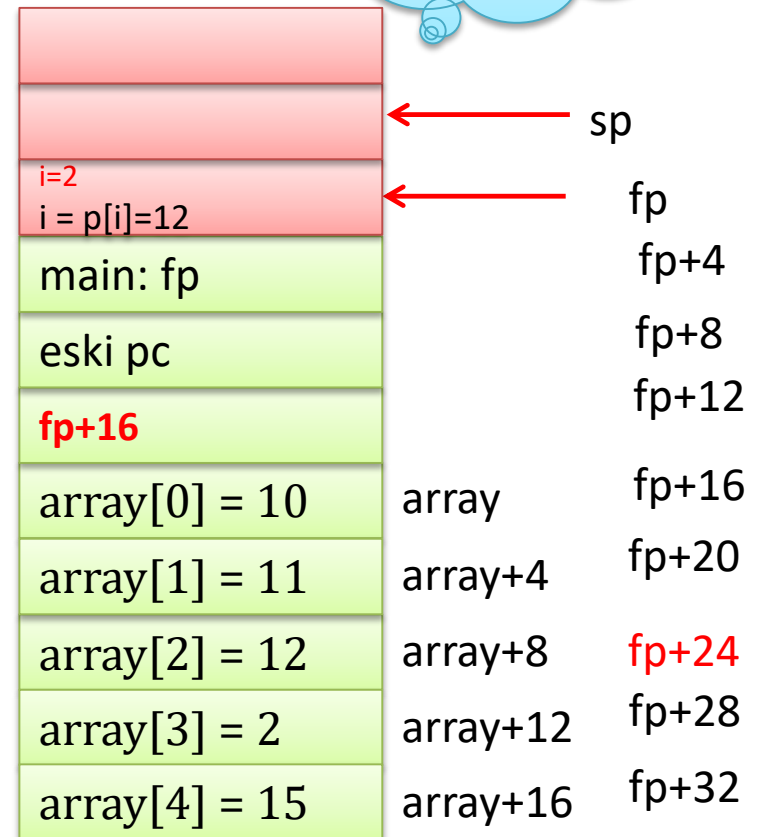 sp
i=2
i = p[i]=12
fp
main: fp
fp+4
eski pc
fp+8
fp+16
fp+12
array[0] = 10 array fp+16
array[1] = 11 array+4 fp+20
array[2] = 12 array+8 fp+24
array[3] = 2 array+12 fp+28
array[4] = 15 array+16 fp+32